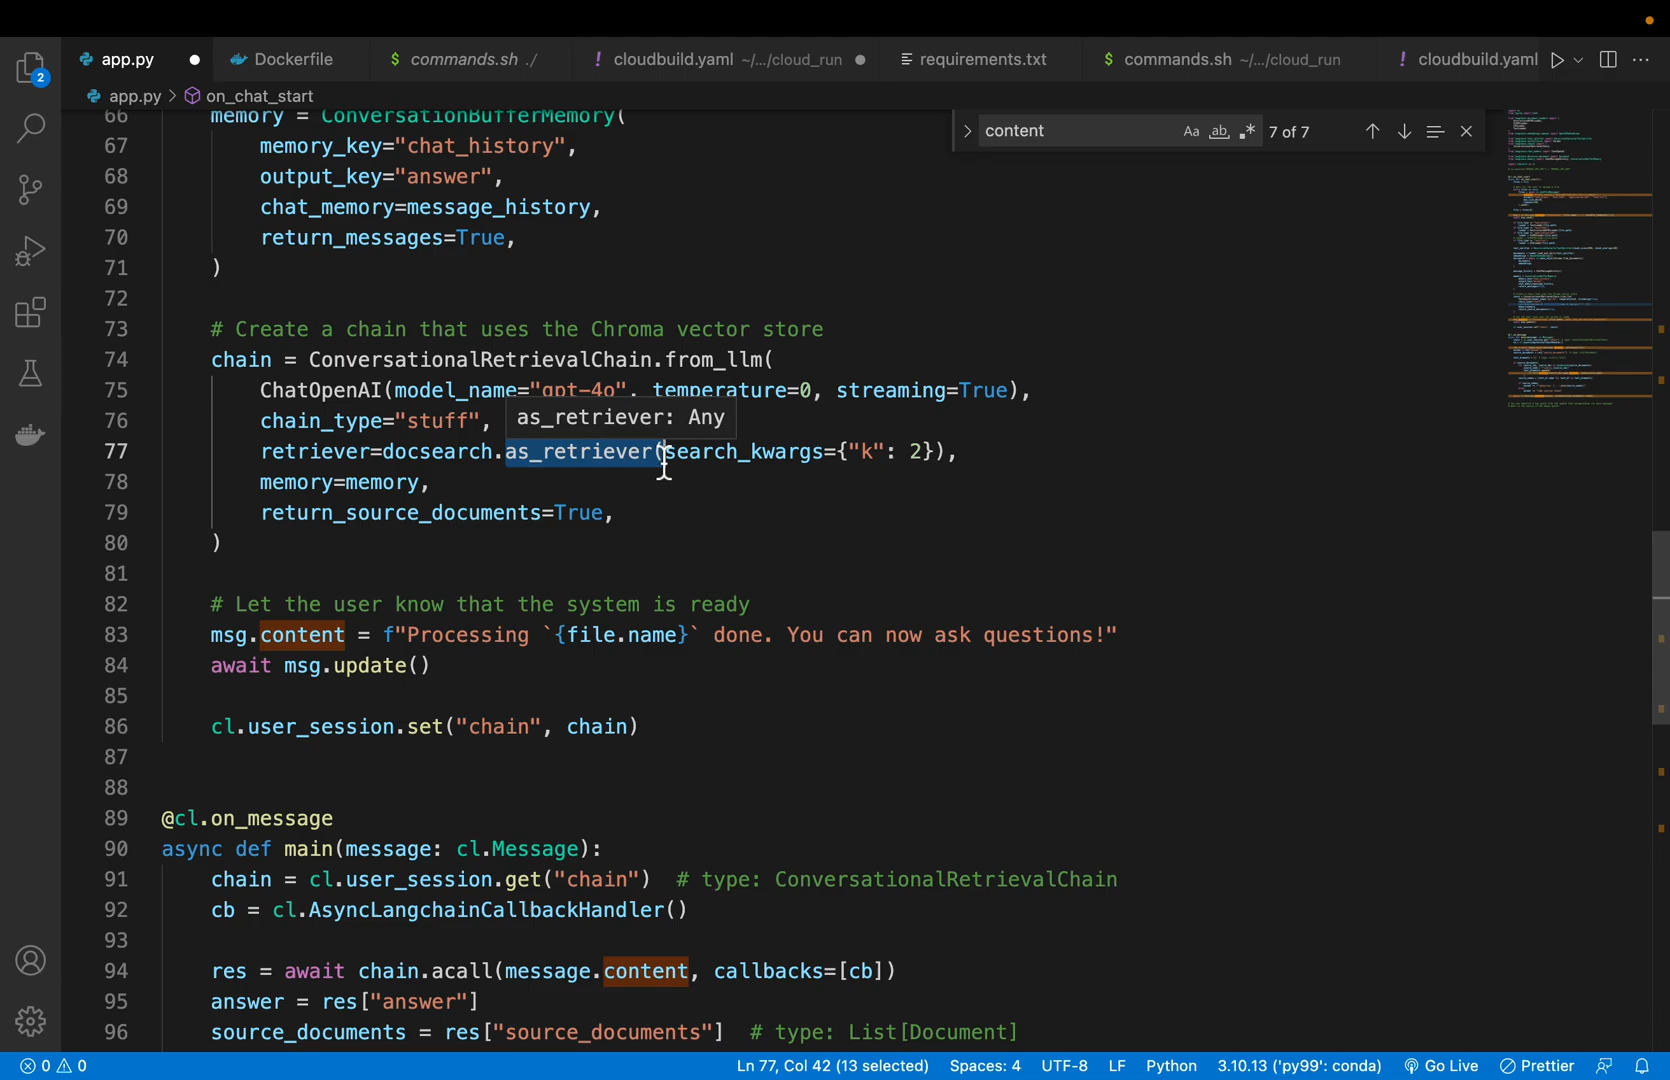 app.py
Dockerfile
commands.sh ./
! cloudbuild.yaml ~/.../cloud_run
requirements.txt
$ commands.sh ~/.../cloud_run
! cloudbuild.yaml
2
app.py > on_chat_start
content
Aa ab 7 of 7
66 memory = ConversationBufferMemory(
67 memory_key="chat_history",
68 output_key="answer",
69 chat_memory=message_history,
70 return_messages=True,
71 )
72
73 # Create a chain that uses the Chroma vector store
74 chain = ConversationalRetrievalChain.from_llm(
75 ChatOpenAI(model_name="gpt-4o", temperature=0, streaming=True),
76 chain_type="stuff",
as_retriever: Any
77 retriever=docsearch.as_retriever(search_kwargs={"k": 2}),
78 memory=memory,
79 return_source_documents=True,
80 )
81
82 # Let the user know that the system is ready
83 msg.content = f"Processing `{file.name}` done. You can now ask questions!"
84 await msg.update()
85
86 cl.user_session.set("chain", chain)
87
88
89 @cl.on_message
90 async def main(message: cl.Message):
91 chain = cl.user_session.get("chain") # type: ConversationalRetrievalChain
92 cb = cl.AsyncLangchainCallbackHandler()
93
94 res = await chain.acall(message.content, callbacks=[cb])
95 answer = res["answer"]
96 source_documents = res["source_documents"] # type: List[Document]
0 0
Ln 77, Col 42 (13 selected) Spaces: 4 UTF-8 LF Python 3.10.13 ('py99': conda) Go Live Prettier